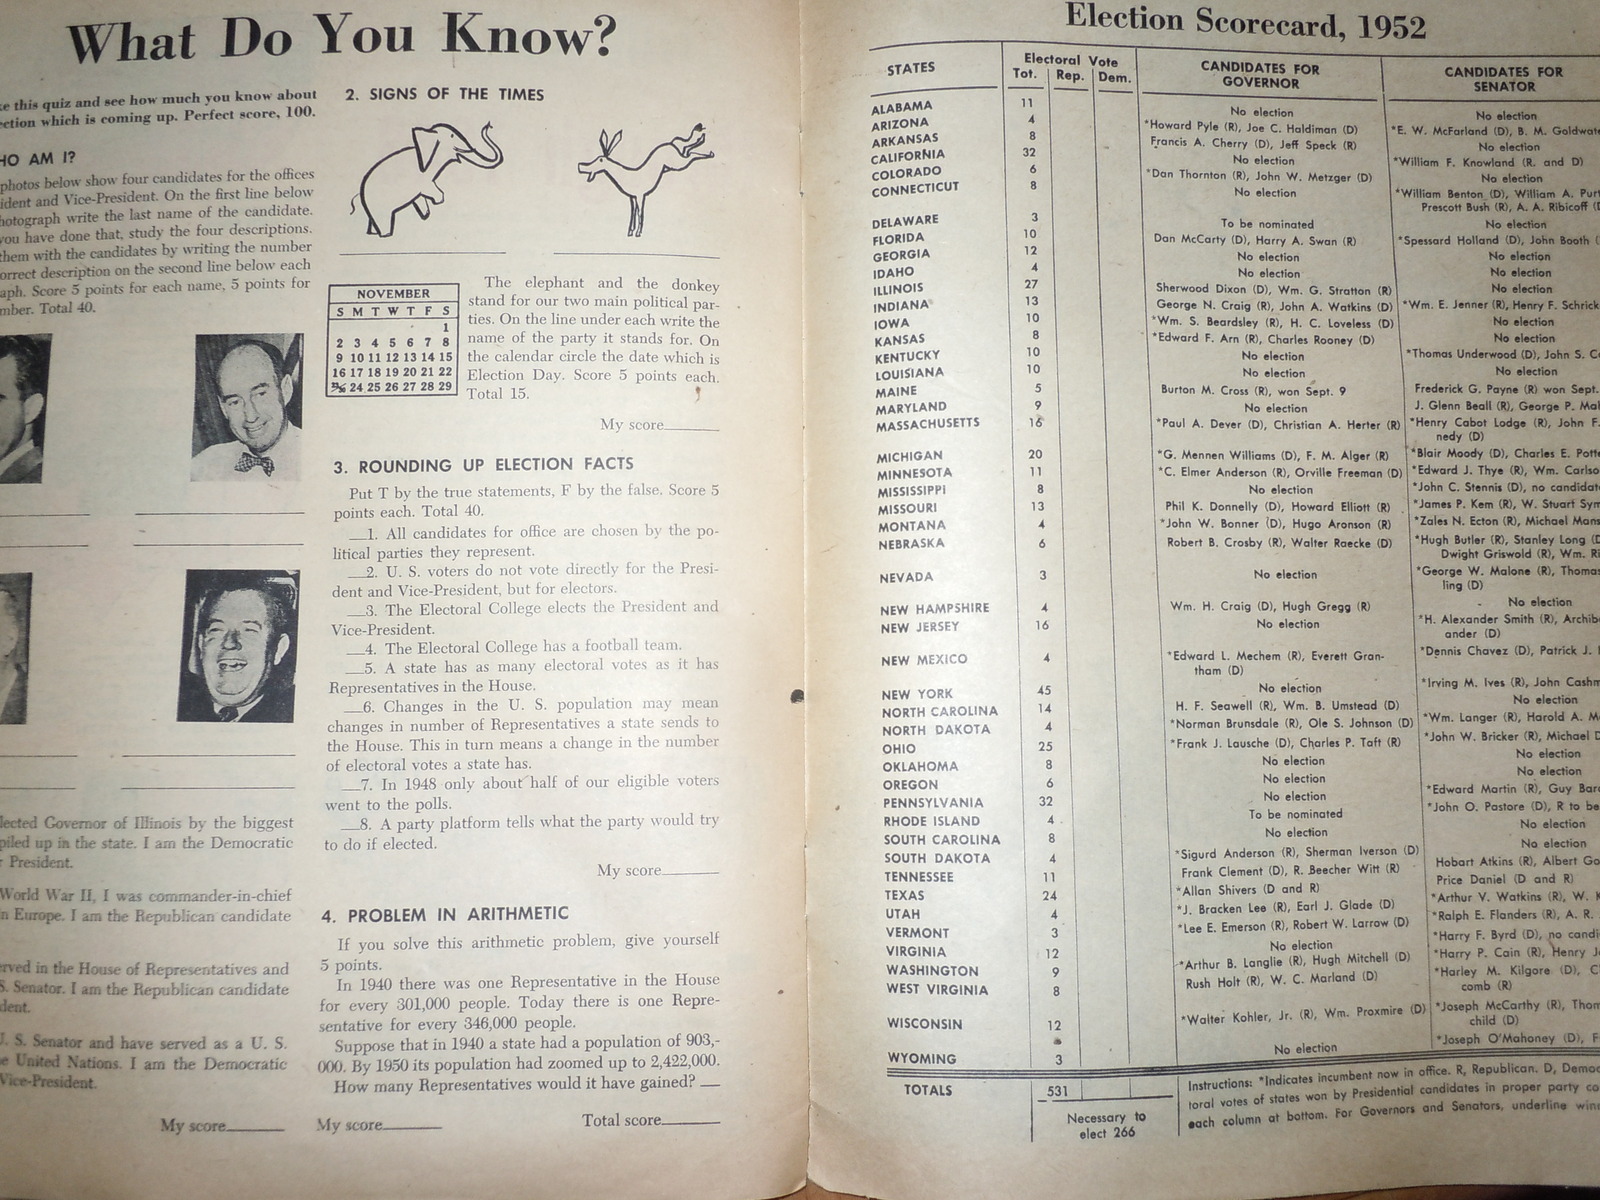 What Do You Know?
this quiz and see how much you know about
which is coming up. Perfect score, 100.
AM I?
photos below show four candidates for the offices
and Vice-President. On the first line below
write the last name of the candidate.
you have done that, study the four descriptions.
them with the candidates by writing the number
description on the second line below each
Score 5 points for each name, 5 points for
Total 40.
Governor of Illinois by the biggest
piled up in the state. I am the Democratic
President.
World War II, I was commander-in-chief
Europe. I am the Republican candidate
in the House of Representatives and
Senator. I am the Republican candidate
S. Senator and have served as a U. S.
United Nations. I am the Democratic
Vice-President.
My score
2. SIGNS OF THE TIMES
NOVEMBER
S M T W T F S
1
2 3 4 5 6 7 8
9 10 11 12 13 14 15
16 17 18 19 20 21 22
23/30 24 25 26 27 28 29
The elephant and the donkey
stand for our two main political par-
ties. On the line under each write the
name of the party it stands for. On
the calendar circle the date which is
Election Day. Score 5 points each.
Total 15.
My score
3. ROUNDING UP ELECTION FACTS
Put T by the true statements, F by the false. Score 5
points each. Total 40.
1. All candidates for office are chosen by the po-
litical parties they represent.
2. U. S. voters do not vote directly for the Presi-
dent and Vice-President, but for electors.
3. The Electoral College elects the President and
Vice-President.
4. The Electoral College has a football team.
5. A state has as many electoral votes as it has
Representatives in the House.
6. Changes in the U. S. population may mean
changes in number of Representatives a state sends to
the House. This in turn means a change in the number
of electoral votes a state has.
7. In 1948 only about half of our eligible voters
went to the polls.
8. A party platform tells what the party would try
to do if elected.
My score
4. PROBLEM IN ARITHMETIC
If you solve this arithmetic problem, give yourself
5 points.
In 1940 there was one Representative in the House
for every 301,000 people. Today there is one Repre-
sentative for every 346,000 people.
Suppose that in 1940 a state had a population of 903,-
000. By 1950 its population had zoomed up to 2,422,000.
How many Representatives would it have gained?
My score
Total score
Election Scorecard, 1952
STATES Electoral Vote Tot. Rep. Dem. CANDIDATES FOR GOVERNOR CANDIDATES FOR SENATOR
ALABAMA 11 No election No election
ARIZONA 4 *Howard Pyle (R), Joe C. Haldiman (D) *E. W. McFarland (D), B. M.
ARKANSAS 8 Francis A. Cherry (D), Jeff Speck (R) No election
CALIFORNIA 32 No election *William F. Knowland (R. and D)
COLORADO 6 *Dan Thornton (R), John W. Metzger (D) No election
CONNECTICUT 8 No election *William Benton (D), William A.
Prescott Bush (R), A. A. Ribicoff
DELAWARE 3 To be nominated No election
FLORIDA 10 Dan McCarty (D), Harry A. Swan (R) *Spessard Holland (D), John Booth
GEORGIA 12 No election No election
IDAHO 4 No election No election
ILLINOIS 27 Sherwood Dixon (D), Wm. G. Stratton (R) No election
INDIANA 13 George N. Craig (R), John A. Watkins (D) *Wm. E. Jenner (R), Henry F.
IOWA 10 *Wm. S. Beardsley (R), H. C. Loveless (D) No election
KANSAS 8 *Edward F. Arn (R), Charles Rooney (D) No election
KENTUCKY 10 No election *Thomas Underwood (D), John S.
LOUISIANA 10 No election No election
MAINE 5 Burton M. Cross (R), won Sept. 9 Frederick G. Payne (R) won Sept.
MARYLAND 9 No election J. Glenn Beall (R), George P.
MASSACHUSETTS 16 *Paul A. Dever (D), Christian A. Herter (R) *Henry Cabot Lodge (R), John F.
nedy (D)
MICHIGAN 20 *G. Mennen Williams (D), F. M. Alger (R) *Blair Moody (D), Charles E.
MINNESOTA 11 *C. Elmer Anderson (R), Orville Freeman (D) *Edward J. Thye (R), Wm.
MISSISSIPPI 8 No election *John C. Stennis (D), no
MISSOURI 13 Phil K. Donnelly (D), Howard Elliott (R) *James P. Kem (R), W. Stuart
MONTANA 4 *John W. Bonner (D), Hugo Aronson (R) *Zales N. Ecton (R), Michael
NEBRASKA 6 Robert B. Crosby (R), Walter Raecke (D) *Hugh Butler (R), Stanley Long
Dwight Griswold (R), Wm.
NEVADA 3 No election *George W. Malone (R), Thomas
ling (D)
NEW HAMPSHIRE 4 Wm. H. Craig (D), Hugh Gregg (R) No election
NEW JERSEY 16 No election *H. Alexander Smith (R),
ander (D)
NEW MEXICO 4 *Edward L. Mechem (R), Everett Gran-
tham (D) *Dennis Chavez (D), Patrick J.
NEW YORK 45 No election *Irving M. Ives (R), John
NORTH CAROLINA 14 H. F. Seawell (R), Wm. B. Umstead (D) No election
NORTH DAKOTA 4 *Norman Brunsdale (R), Ole S. Johnson (D) *Wm. Langer (R), Harold A.
OHIO 25 *Frank J. Lausche (D), Charles P. Taft (R) *John W. Bricker (R), Michael
OKLAHOMA 8 No election No election
OREGON 6 No election No election
PENNSYLVANIA 32 No election *Edward Martin (R), Guy
RHODE ISLAND 4 To be nominated *John O. Pastore (D), R to be
SOUTH CAROLINA 8 No election No election
SOUTH DAKOTA 4 *Sigurd Anderson (R), Sherman Iverson (D) No election
TENNESSEE 11 Frank Clement (D), R. Beecher Witt (R) Hobart Atkins (R), Albert
TEXAS 24 *Allan Shivers (D and R) Price Daniel (D and R)
UTAH 4 *J. Bracken Lee (R), Earl J. Glade (D) *Arthur V. Watkins (R), W.
VERMONT 3 *Lee E. Emerson (R), Robert W. Larrow (D) *Ralph E. Flanders (R), A. R.
VIRGINIA 12 No election *Harry F. Byrd (D), no
WASHINGTON 9 *Arthur B. Langlie (R), Hugh Mitchell (D) *Harry P. Cain (R), Henry
WEST VIRGINIA 8 Rush Holt (R), W. C. Marland (D) *Harley M. Kilgore (D),
comb (R)
WISCONSIN 12 *Walter Kohler, Jr. (R), Wm. Proxmire (D) *Joseph McCarthy (R),
child (D)
WYOMING 3 No election *Joseph O'Mahoney (D),
TOTALS 531
Necessary to
elect 266
Instructions: *Indicates incumbent now in office. R, Republican. D,
toral votes of states won by Presidential candidates in proper party
each column at bottom. For Governors and Senators, underline